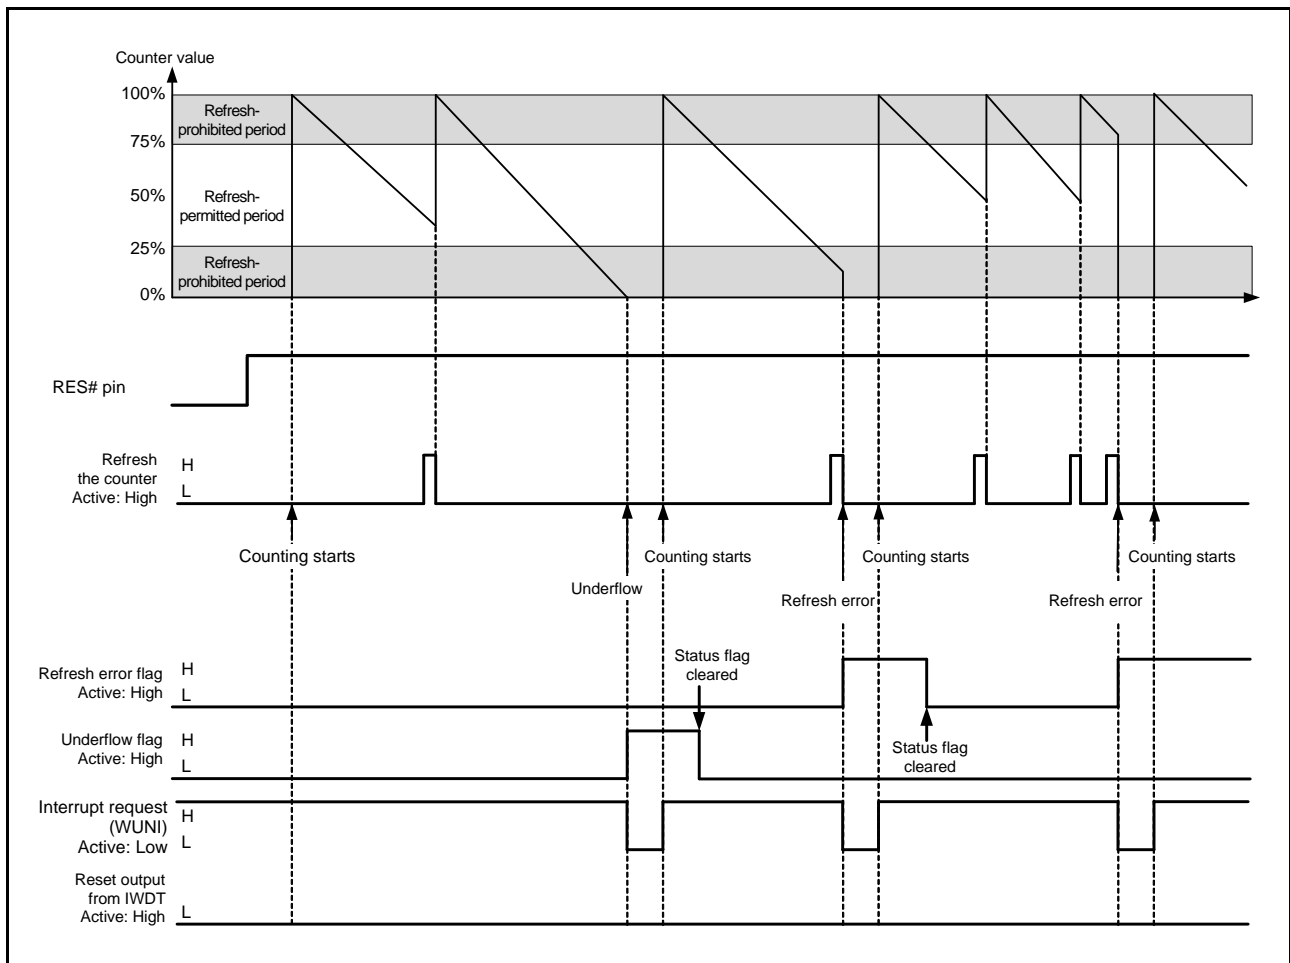 Counter value
100%
Refresh-
prohibited period
75%
50%
Refresh-
permitted period
25%
Refresh-
prohibited period
0%
RES# pin
Refresh
the counter
Active: High
H
L
Counting starts
Underflow
Counting starts
Refresh error
Counting starts
Refresh error
Counting starts
Refresh error flag
Active: High
H
L
Status flag
cleared
Status flag
cleared
Underflow flag
Active: High
H
L
Interrupt request
(WUNI)
Active: Low
H
L
Reset output
from IWDT
Active: High
L